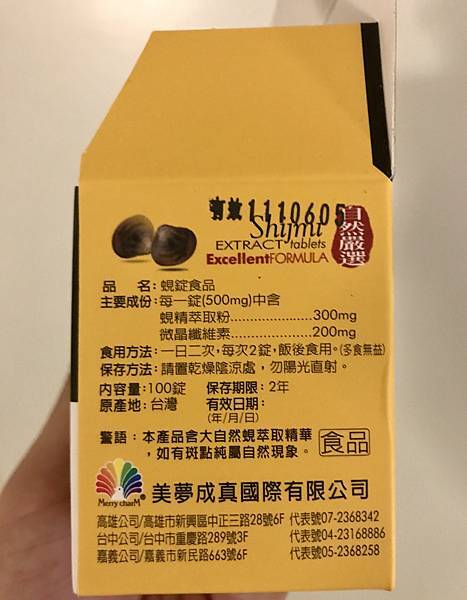 有效1110605
Shijmi
EXTRACT tablets
ExcellentFORMULA
自然嚴選
品　名：蜆錠食品
主要成份：每一錠(500mg)中含
蜆精萃取粉..................300mg
微晶纖維素..................200mg
食用方法：一日二次，每次2錠，飯後食用。(多食無益)
保存方法：請置乾燥陰涼處，勿陽光直射。
內容量：100錠　保存期限：2年
原產地：台灣　有效日期：
(年/月/日)
警語：本產品含大自然蜆萃取精華
，如有斑點純屬自然現象。
食品
Merry charM®
美夢成真國際有限公司
高雄公司/高雄市新興區中正三路28號6F 代表號07-2368342
台中公司/台中市重慶路289號3F 代表號04-23168886
嘉義公司/嘉義市新民路663號6F 代表號05-2368258